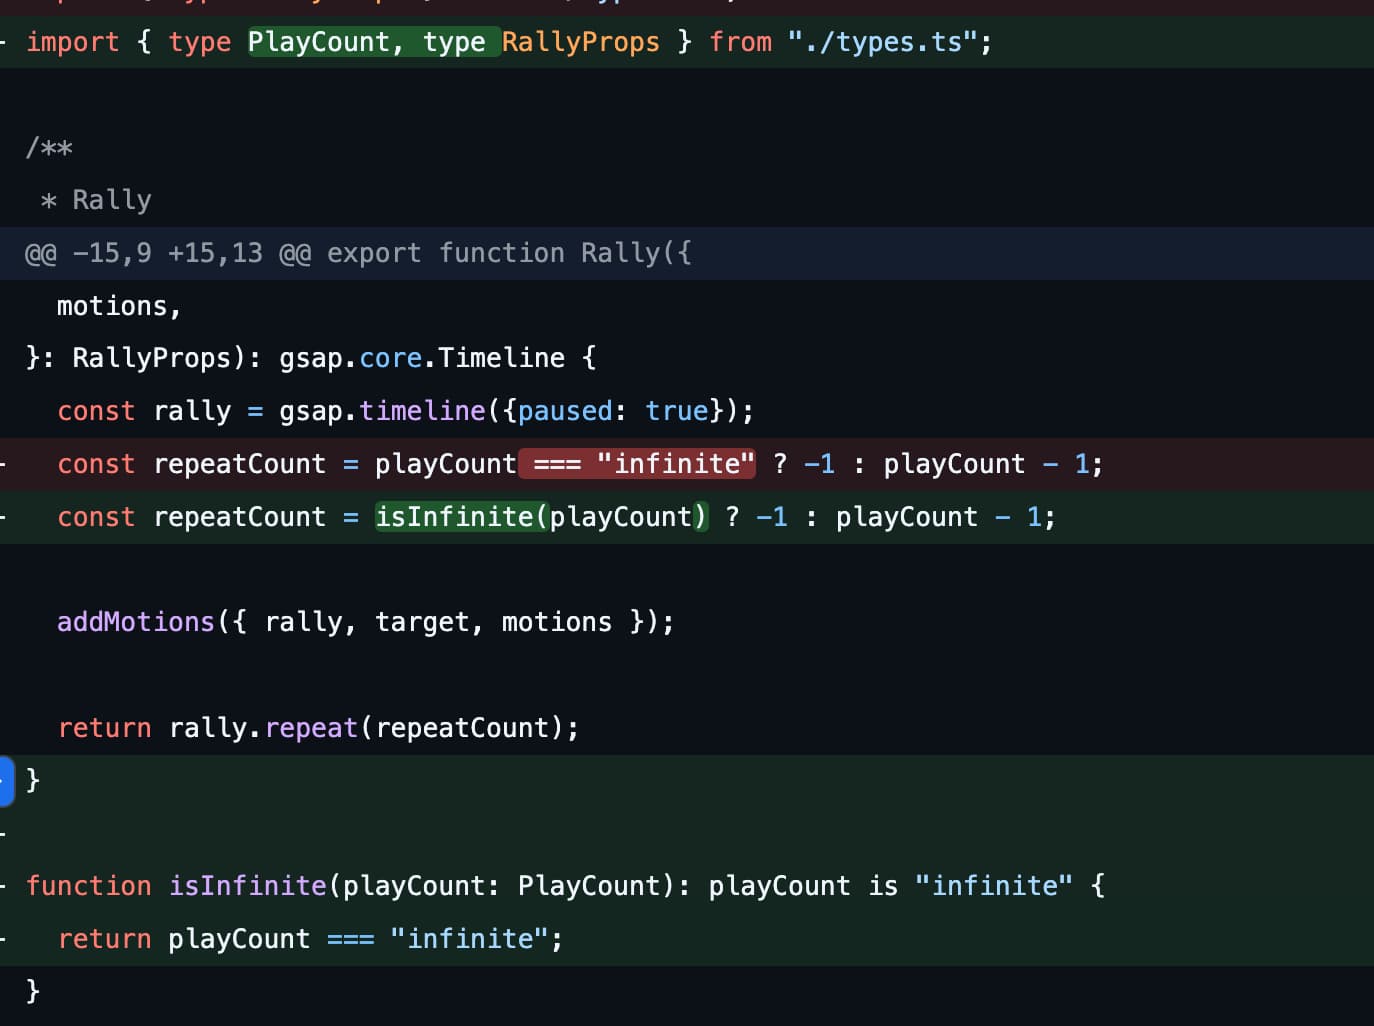 import { type PlayCount, type RallyProps } from "./types.ts";
/**
 * Rally
@@ -15,9 +15,13 @@ export function Rally({
  motions,
}: RallyProps): gsap.core.Timeline {
  const rally = gsap.timeline({paused: true});
-  const repeatCount = playCount === "infinite" ? -1 : playCount - 1;
-  const repeatCount = isInfinite(playCount) ? -1 : playCount - 1;
  addMotions({ rally, target, motions });
  return rally.repeat(repeatCount);
}
function isInfinite(playCount: PlayCount): playCount is "infinite" {
  return playCount === "infinite";
}